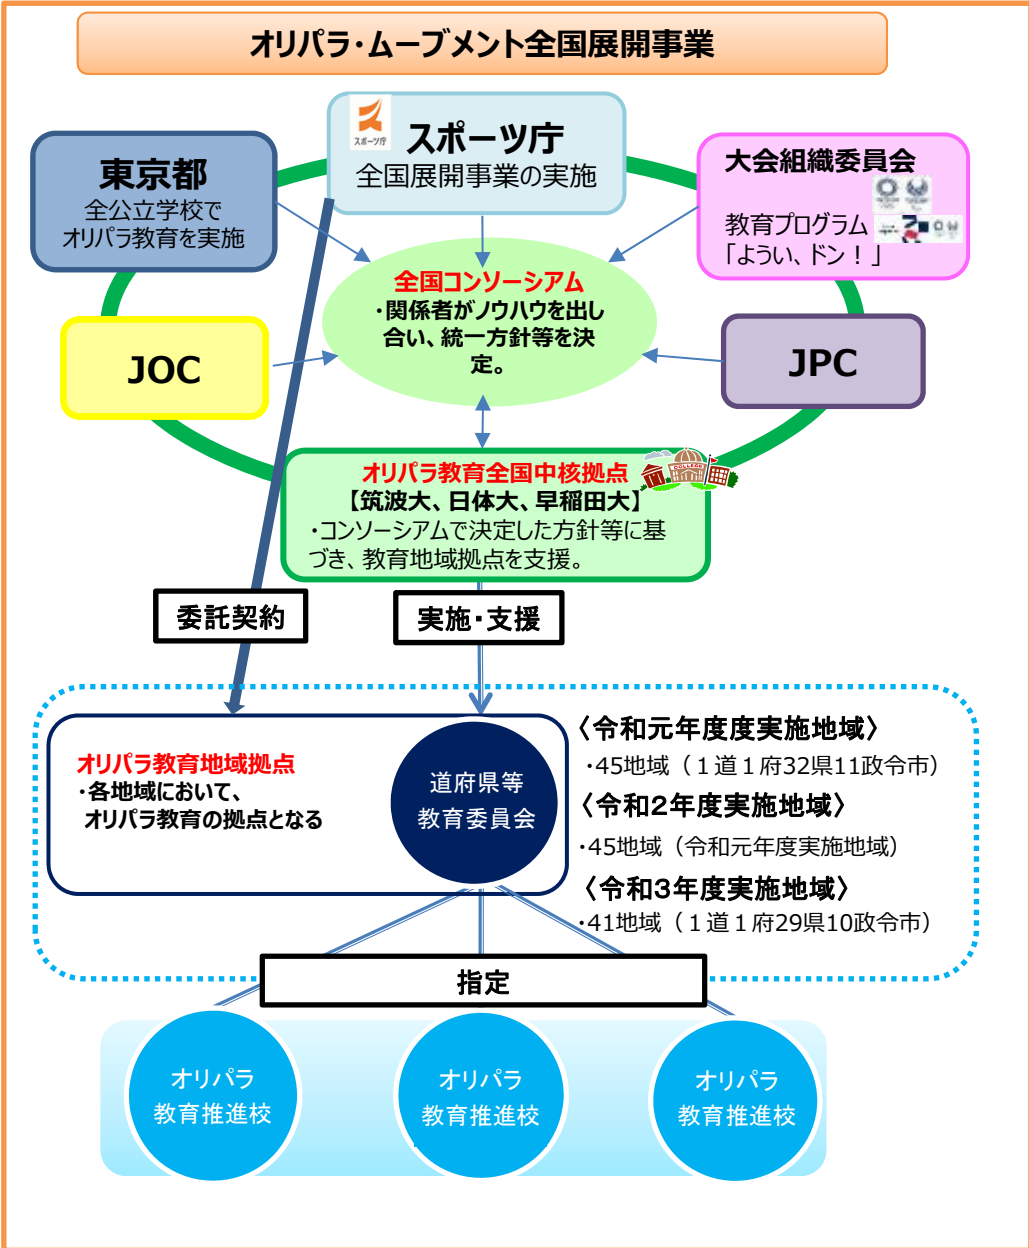 オリパラ・ムーブメント全国展開事業
スポーツ庁
スポーツ庁
全国展開事業の実施
東京都
全公立学校で
オリパラ教育を実施
大会組織委員会
教育プログラム
「ようい、ドン！」
全国コンソーシアム
・関係者がノウハウを出し
合い、統一方針等を決
定。
JOC
JPC
オリパラ教育全国中核拠点
【筑波大、日体大、早稲田大】
・コンソーシアムで決定した方針等に基
づき、教育地域拠点を支援。
COLLEGE
委託契約
実施・支援
オリパラ教育地域拠点
・各地域において、
オリパラ教育の拠点となる
道府県等
教育委員会
〈令和元年度度実施地域〉
・45地域（１道１府32県11政令市）
〈令和２年度実施地域〉
・45地域（令和元年度実施地域）
〈令和３年度実施地域〉
・41地域（１道１府29県10政令市）
指定
オリパラ
教育推進校
オリパラ
教育推進校
オリパラ
教育推進校